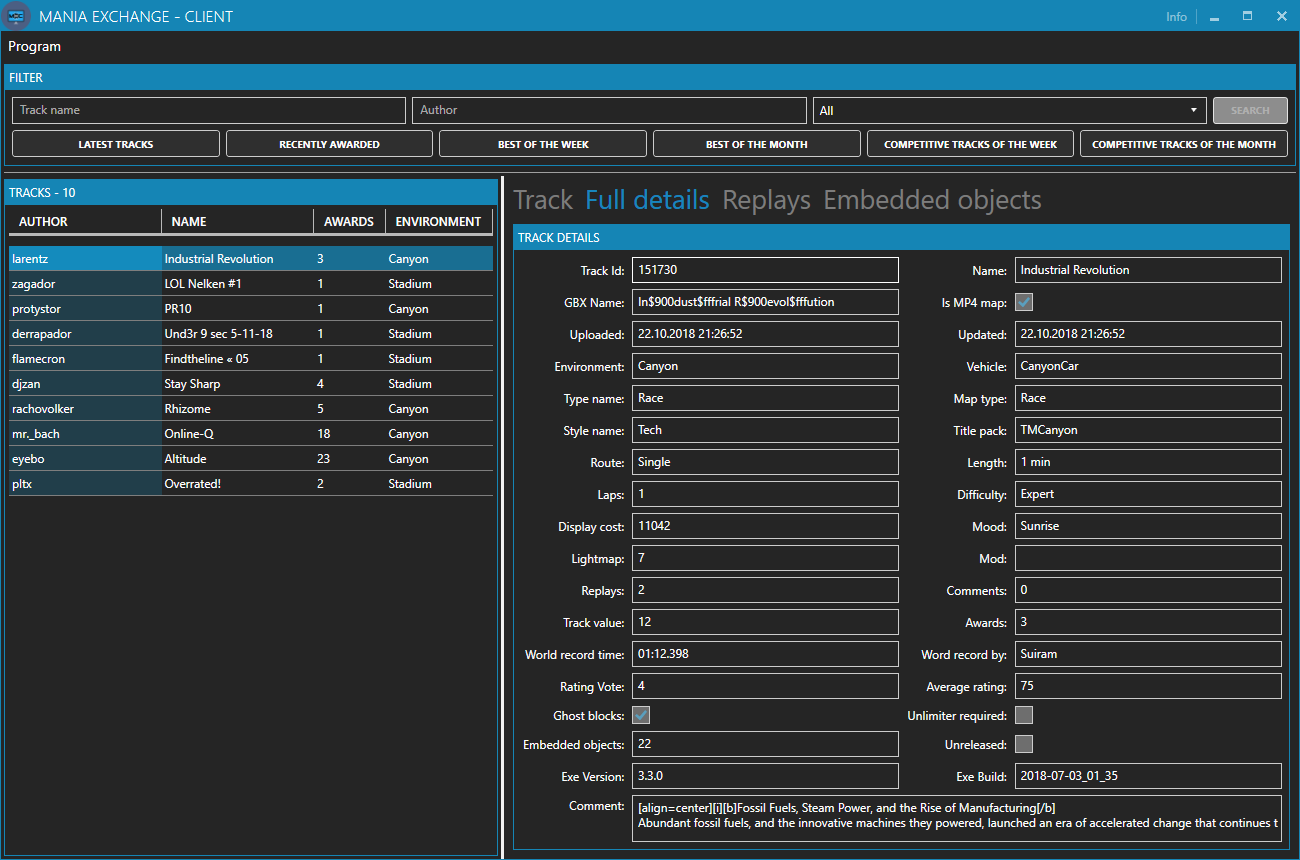 MANIA EXCHANGE - CLIENT
Info
Program
FILTER
Track name
Author
All
SEARCH
LATEST TRACKS
RECENTLY AWARDED
BEST OF THE WEEK
BEST OF THE MONTH
COMPETITIVE TRACKS OF THE WEEK
COMPETITIVE TRACKS OF THE MONTH
TRACKS - 10
AUTHOR NAME AWARDS ENVIRONMENT
larentz Industrial Revolution 3 Canyon
zagador LOL Nelken #1 1 Stadium
protystor PR10 1 Canyon
derrapador Und3r 9 sec 5-11-18 1 Stadium
flamecron Findtheline « 05 1 Stadium
djzan Stay Sharp 4 Stadium
rachovolker Rhizome 5 Canyon
mr._bach Online-Q 18 Canyon
eyebo Altitude 23 Canyon
pltx Overrated! 2 Stadium
Track Full details Replays Embedded objects
TRACK DETAILS
Track Id: 151730 Name: Industrial Revolution
GBX Name: In$900dust$fffrial R$900evol$fffution Is MP4 map:
Uploaded: 22.10.2018 21:26:52 Updated: 22.10.2018 21:26:52
Environment: Canyon Vehicle: CanyonCar
Type name: Race Map type: Race
Style name: Tech Title pack: TMCanyon
Route: Single Length: 1 min
Laps: 1 Difficulty: Expert
Display cost: 11042 Mood: Sunrise
Lightmap: 7 Mod:
Replays: 2 Comments: 0
Track value: 12 Awards: 3
World record time: 01:12.398 Word record by: Suiram
Rating Vote: 4 Average rating: 75
Ghost blocks: Unlimiter required:
Embedded objects: 22 Unreleased:
Exe Version: 3.3.0 Exe Build: 2018-07-03_01_35
Comment: [align=center][i][b]Fossil Fuels, Steam Power, and the Rise of Manufacturing[/b]
Abundant fossil fuels, and the innovative machines they powered, launched an era of accelerated change that continues t